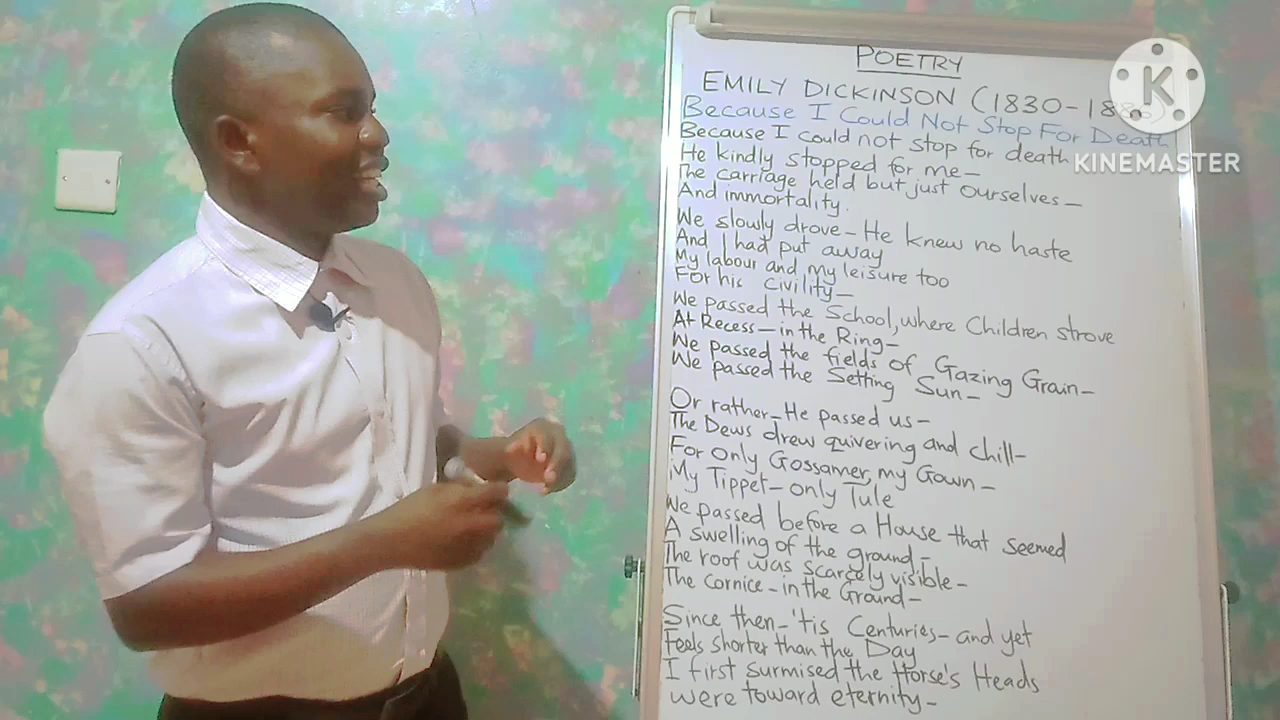 POETRY
EMILY DICKINSON (1830-188
Because I Could Not Stop For Death
Because I could not stop for death
He kindly stopped for me—
The carriage held but just Ourselves—
And immortality.
We slowly drove—He knew no haste
And I had put away
My labour and my leisure too
For his civility—
We passed the School, where Children strove
At Recess—in the Ring—
We passed the fields of Gazing Grain—
We passed the Setting Sun—
Or rather—He passed us—
The Dews drew quivering and chill—
For only Gossamer, my Gown—
My Tippet—only Tule
We passed before a House that seemed
A swelling of the ground,—
The roof was scarcely visible—
The cornice—in the Ground—
Since then—'tis Centuries—and yet
Feels shorter than the Day
I first surmised the Horse's Heads
were toward eternity—
K
KINEMASTER